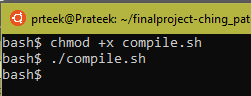 prteek@Prateek: ~/finalproject-ching_pat
bash$ chmod +x compile.sh
bash$ ./compile.sh
bash$